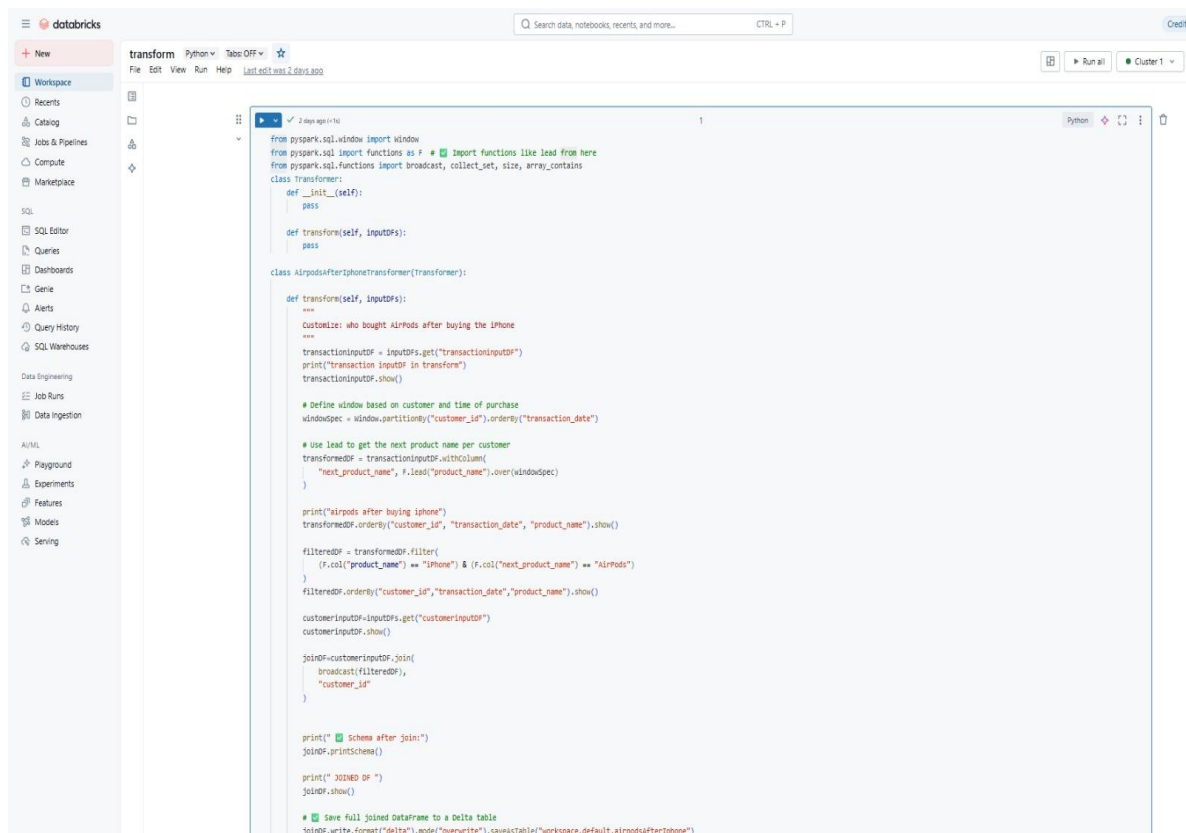 databricks
Search data, notebooks, recents, and more...
CTRL + P
Credit
New
Workspace
Recents
Catalog
Jobs & Pipelines
Compute
Marketplace
SQL
SQL Editor
Queries
Dashboards
Genie
Alerts
Query History
SQL Warehouses
Data Engineering
Job Runs
Data Ingestion
AI/ML
Playground
Experiments
Features
Models
Serving
transform Python Tabs: OFF
File Edit View Run Help Last edit was 2 days ago
Run all
Cluster 1
2 days ago (<1s)
1
Python
from pyspark.sql.window import Window
from pyspark.sql import functions as F # ✅ Import functions like lead from here
from pyspark.sql.functions import broadcast, collect_set, size, array_contains
class Transformer:
    def __init__(self):
        pass
    def transform(self, inputDFs):
        pass
class AirpodsAfterIphoneTransformer(Transformer):
    def transform(self, inputDFs):
        """
        Customize: who bought AirPods after buying the iPhone
        """
        transactioninputDF = inputDFs.get("transactioninputDF")
        print("transaction inputDF in transform")
        transactioninputDF.show()
        # Define window based on customer and time of purchase
        windowSpec = Window.partitionBy("customer_id").orderBy("transaction_date")
        # Use lead to get the next product name per customer
        transformedDF = transactioninputDF.withColumn(
            "next_product_name", F.lead("product_name").over(windowSpec)
        )
        print("airpods after buying iphone")
        transformedDF.orderBy("customer_id", "transaction_date", "product_name").show()
        filteredDF = transformedDF.filter(
            (F.col("product_name") == "iPhone") & (F.col("next_product_name") == "AirPods")
        )
        filteredDF.orderBy("customer_id","transaction_date","product_name").show()
        customerinputDF=inputDFs.get("customerinputDF")
        customerinputDF.show()
        joinDF=customerinputDF.join(
            broadcast(filteredDF),
            "customer_id"
        )
        print(" ✅ Schema after join:")
        joinDF.printSchema()
        print(" JOINED DF ")
        joinDF.show()
        # ✅ Save full joined DataFrame to a Delta table
        joinDF.write.format("delta").mode("overwrite").saveAsTable("workspace.default.airpodsAfterIphone")